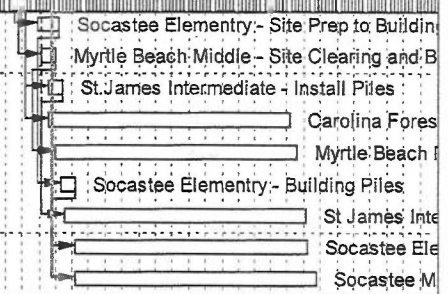 Socastee Elementry - Site Prep to Building
Myrtle Beach Middle - Site Clearing and B
St.James Intermediate - Install Piles
Carolina Fores
Myrtle Beach
Socastee Elementry - Building Piles
St James Inte
Socastee Ele
Socastee M